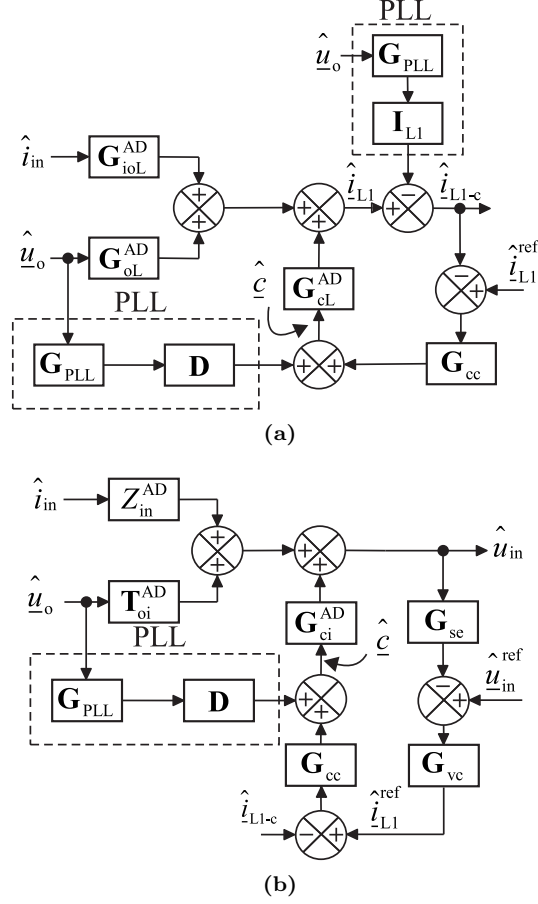 PLL
û_o
G_PLL
I_L1
î_in
G_ioL^AD
î_L1
î_L1-c
+ + + + + −
û_o
G_oL^AD
− +
î_L1^ref
PLL
ĉ
G_cL^AD
G_PLL
D
+ +
+
G_cc
(a)
î_in
Z_in^AD
+ + + +
û_in
û_o
T_oi^AD
G_ci^AD
G_se
PLL
ĉ
û_in^ref
G_PLL
D
+ +
− +
G_cc
G_vc
î_L1-c
− +
î_L1^ref
(b)